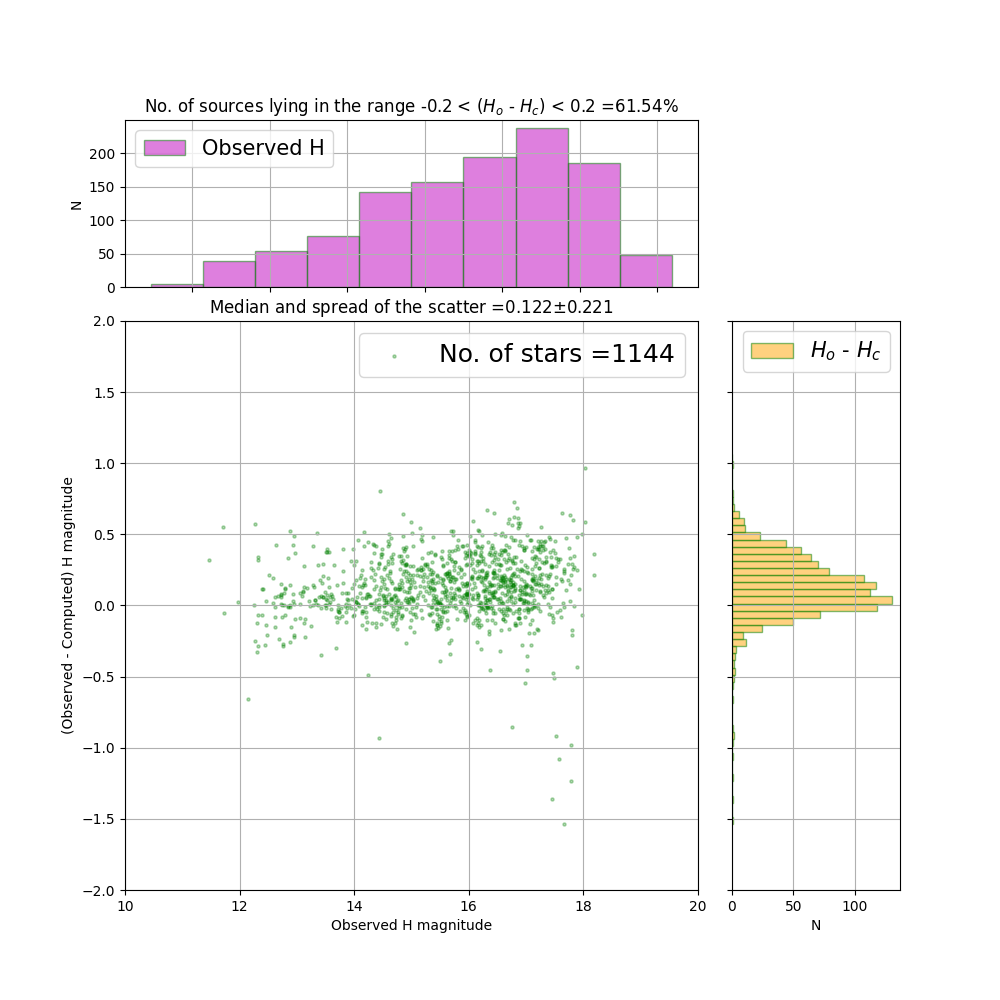 No. of sources lying in the range -0.2 < (Hₒ - H_c) < 0.2 =61.54%
Observed H
N
200
150
100
50
0
Median and spread of the scatter =0.122±0.221
No. of stars =1144
(Observed - Computed) H magnitude
2.0
1.5
1.0
0.5
0.0
−0.5
−1.0
−1.5
−2.0
10 12 14 16 18 20
Observed H magnitude
Hₒ - H_c
0 50 100
N